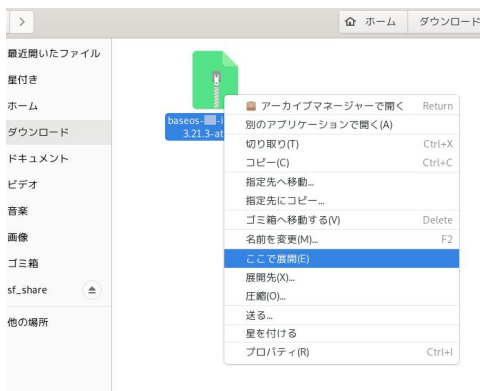 ホーム ダウンロード
最近開いたファイル
星付き
ホーム
ダウンロード
ドキュメント
ビデオ
音楽
画像
ゴミ箱
sf_share
他の場所
baseos-
3.21.3-at
アーカイブマネージャーで開く Return
別のアプリケーションで開く(A)
切り取り(T) Ctrl+X
コピー(C) Ctrl+C
指定先へ移動...
指定先にコピー...
ゴミ箱へ移動する(V) Delete
名前を変更(M)... F2
ここで展開(E)
展開先(X)...
圧縮(O)...
送る...
星を付ける
プロパティ(R) Ctrl+I